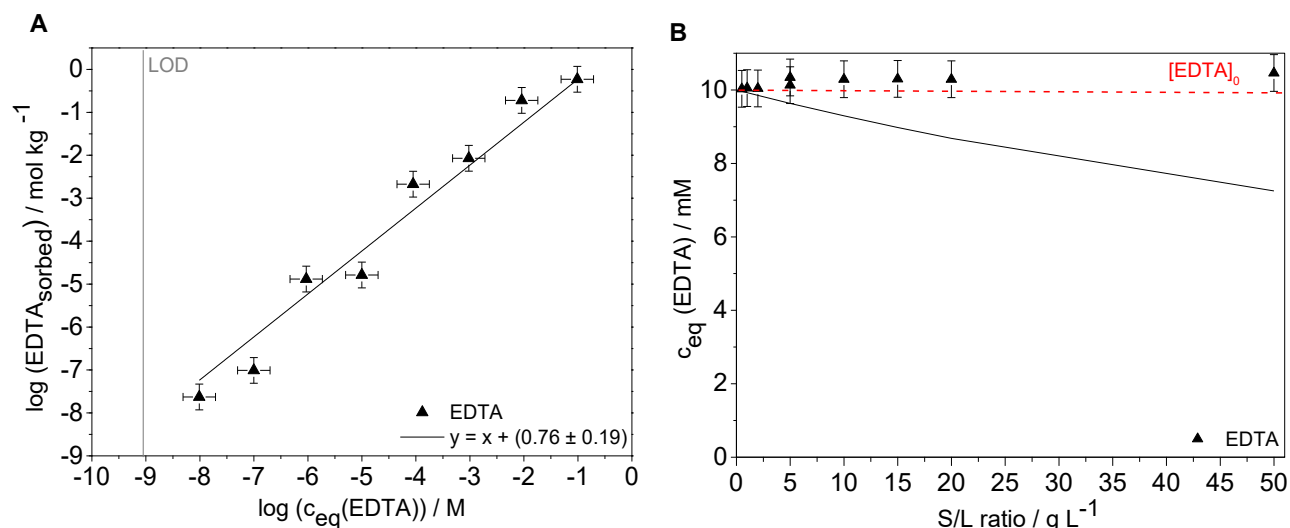 A
LOD
0
-1
-2
-3
-4
-5
-6
-7
-8
-9
log (EDTAsorbed) / mol kg-1
EDTA
y = x + (0.76 ± 0.19)
-10 -9 -8 -7 -6 -5 -4 -3 -2 -1 0
log (ceq(EDTA)) / M
B
[EDTA]0
10
8
6
4
2
0
ceq (EDTA) / mM
EDTA
0 5 10 15 20 25 30 35 40 45 50
S/L ratio / g L-1